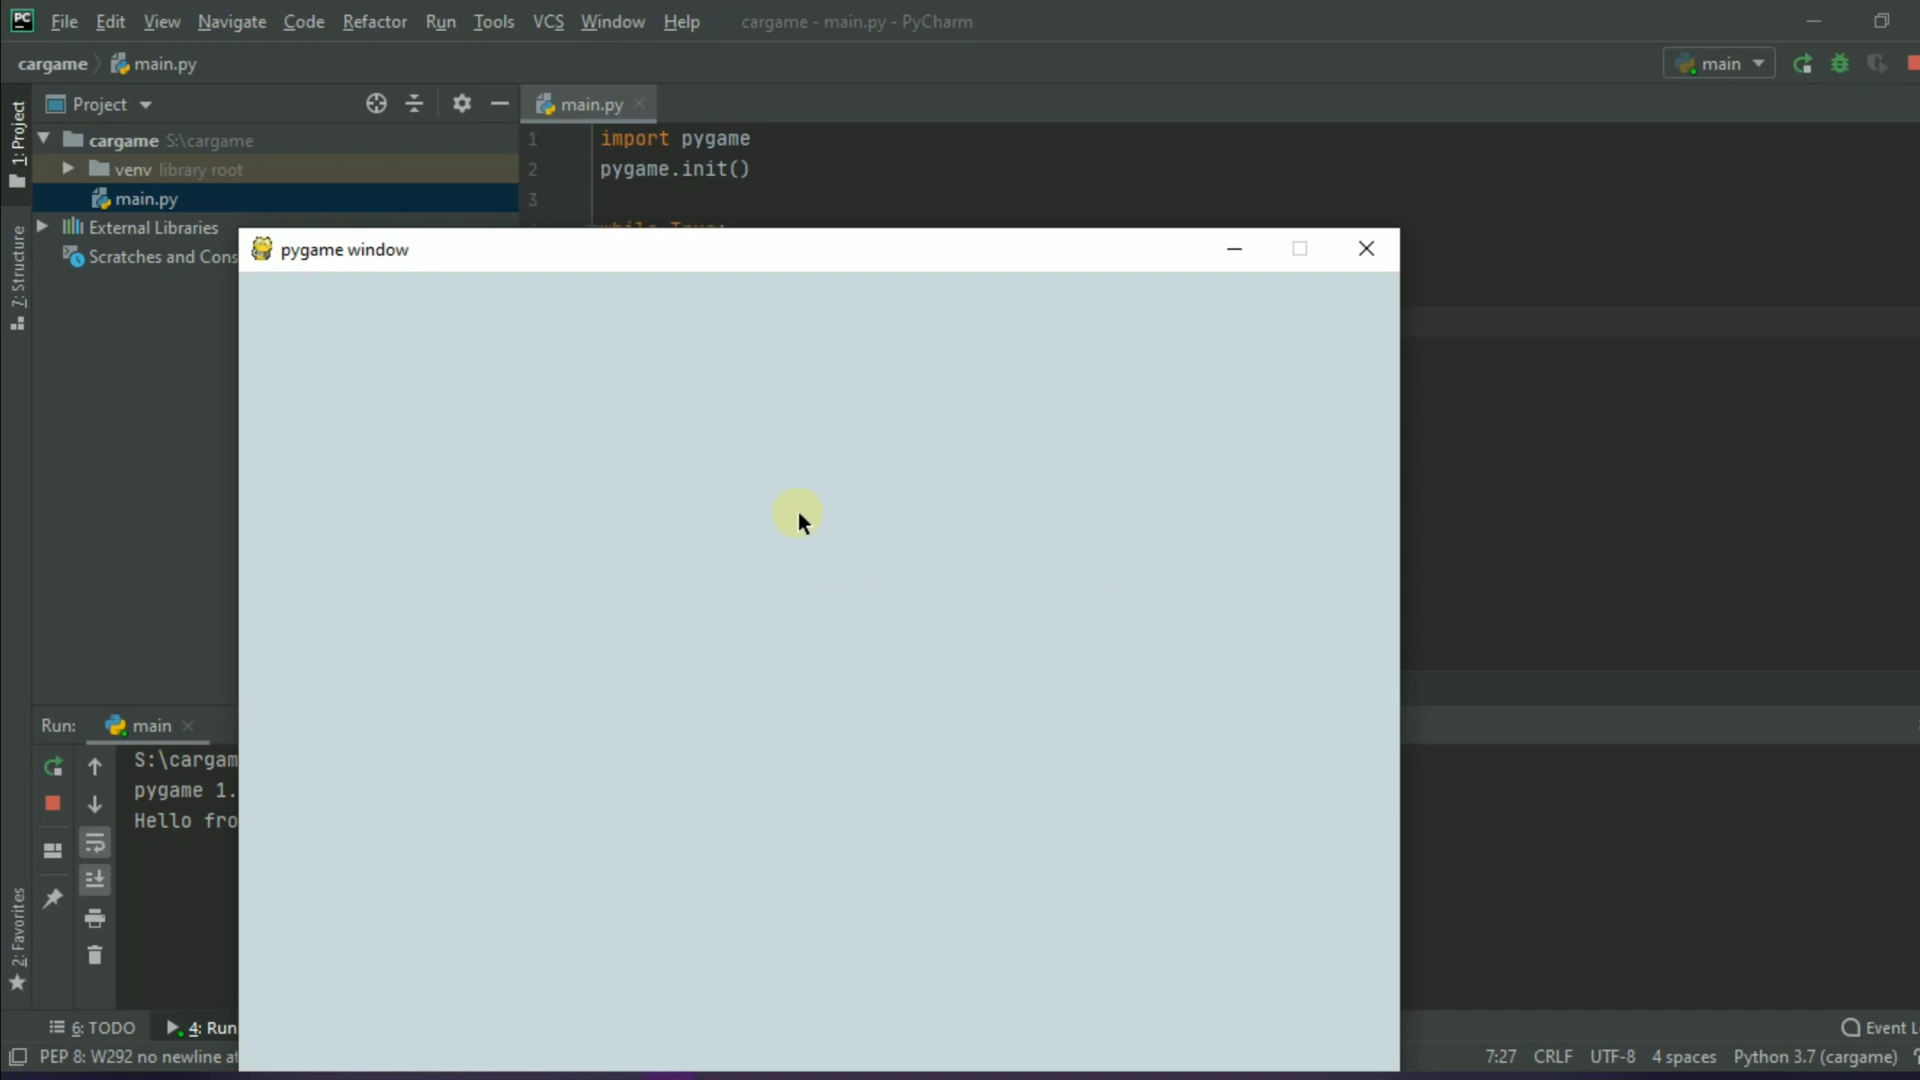 PC File Edit View Navigate Code Refactor Run Tools VCS Window Help cargame - main.py - PyCharm
cargame main.py main
1: Project
Project main.py
cargame S:\cargame
venv library root
main.py
External Libraries
Scratches and Cons
7: Structure
1 import pygame
2 pygame.init()
3
while True:
pygame window
Run: main
S:\cargam
pygame 1.
Hello fro
2: Favorites
6: TODO 4: Run Event L
PEP 8: W292 no newline at 7:27 CRLF UTF-8 4 spaces Python 3.7 (cargame)